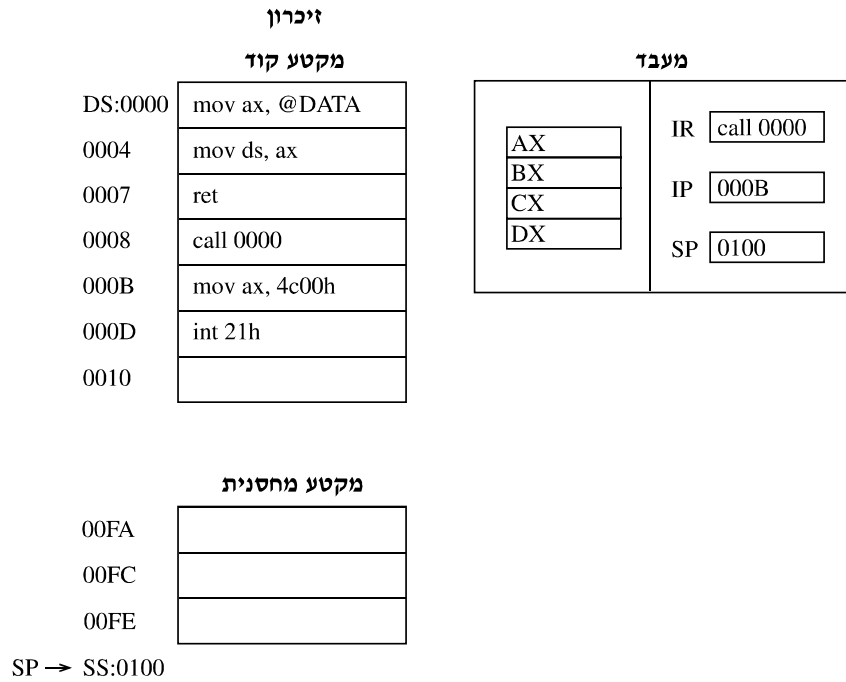 זיכרון
מקטע קוד
DS:0000 mov ax, @DATA
0004 mov ds, ax
0007 ret
0008 call 0000
000B mov ax, 4c00h
000D int 21h
0010
מעבד
AX
BX
CX
DX
IR call 0000
IP 000B
SP 0100
מקטע מחסנית
00FA
00FC
00FE
SP → SS:0100